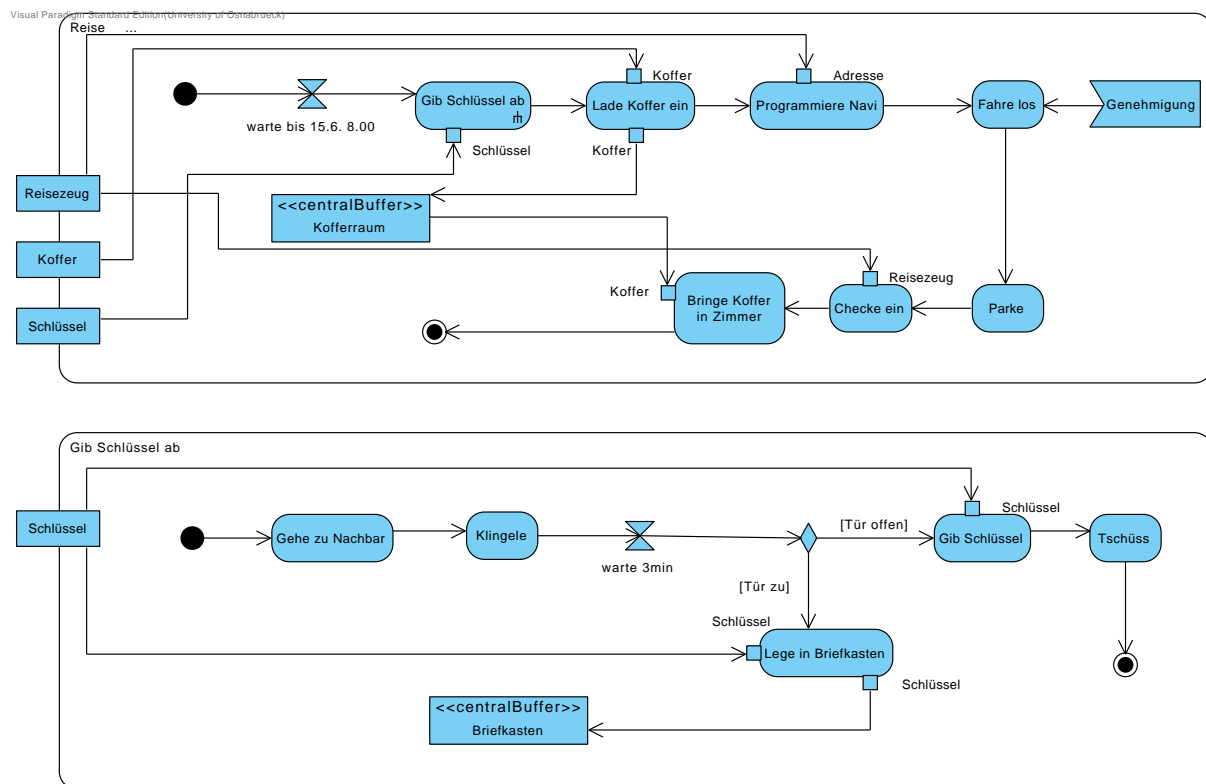 Visual Paradigm Standard Edition(University of Osnabrueck)
Reise ...
Koffer
Adresse
Gib Schlüssel ab
Lade Koffer ein
Programmiere Navi
Fahre los
Genehmigung
warte bis 15.6. 8.00
Schlüssel
Koffer
Reisezeug
<<centralBuffer>>
Kofferraum
Koffer
Koffer
Reisezeug
Bringe Koffer
in Zimmer
Checke ein
Parke
Schlüssel
Gib Schlüssel ab
Schlüssel
Schlüssel
[Tür offen]
Gehe zu Nachbar
Klingele
Gib Schlüssel
Tschüss
warte 3min
[Tür zu]
Schlüssel
Lege in Briefkasten
Schlüssel
<<centralBuffer>>
Briefkasten